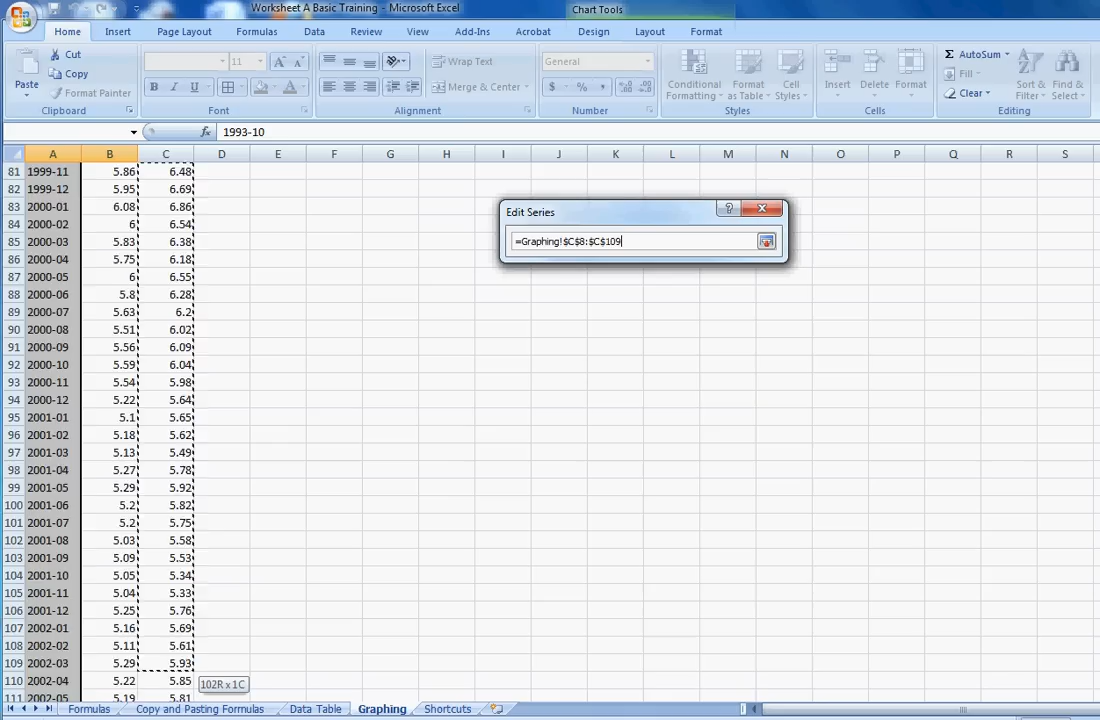 Worksheet A Basic Training - Microsoft Excel
Chart Tools
Home Insert Page Layout Formulas Data Review View Add-Ins Acrobat Design Layout Format
Cut
Copy
Format Painter
Paste
Clipboard
11
B I U
Font
Wrap Text
Merge & Center
Alignment
General
$ % ,
Number
Conditional Formatting
Format as Table
Cell Styles
Styles
Insert Delete Format
Cells
AutoSum
Fill
Clear
Sort & Filter
Find & Select
Editing
fx 1993-10
A B C D E F G H I J K L M N O P Q R S
81 1999-11 5.86 6.48
82 1999-12 5.95 6.69
83 2000-01 6.08 6.86
84 2000-02 6 6.54
85 2000-03 5.83 6.38
86 2000-04 5.75 6.18
87 2000-05 6 6.55
88 2000-06 5.8 6.28
89 2000-07 5.63 6.2
90 2000-08 5.51 6.02
91 2000-09 5.56 6.09
92 2000-10 5.59 6.04
93 2000-11 5.54 5.98
94 2000-12 5.22 5.64
95 2001-01 5.1 5.65
96 2001-02 5.18 5.62
97 2001-03 5.13 5.49
98 2001-04 5.27 5.78
99 2001-05 5.29 5.92
100 2001-06 5.2 5.82
101 2001-07 5.2 5.75
102 2001-08 5.03 5.58
103 2001-09 5.09 5.53
104 2001-10 5.05 5.34
105 2001-11 5.04 5.33
106 2001-12 5.25 5.76
107 2002-01 5.16 5.69
108 2002-02 5.11 5.61
109 2002-03 5.29 5.93
110 2002-04 5.22 5.85
111 2002-05 5.19 5.81
Edit Series
=Graphing!$C$8:$C$109
102R x 1C
Formulas Copy and Pasting Formulas Data Table Graphing Shortcuts